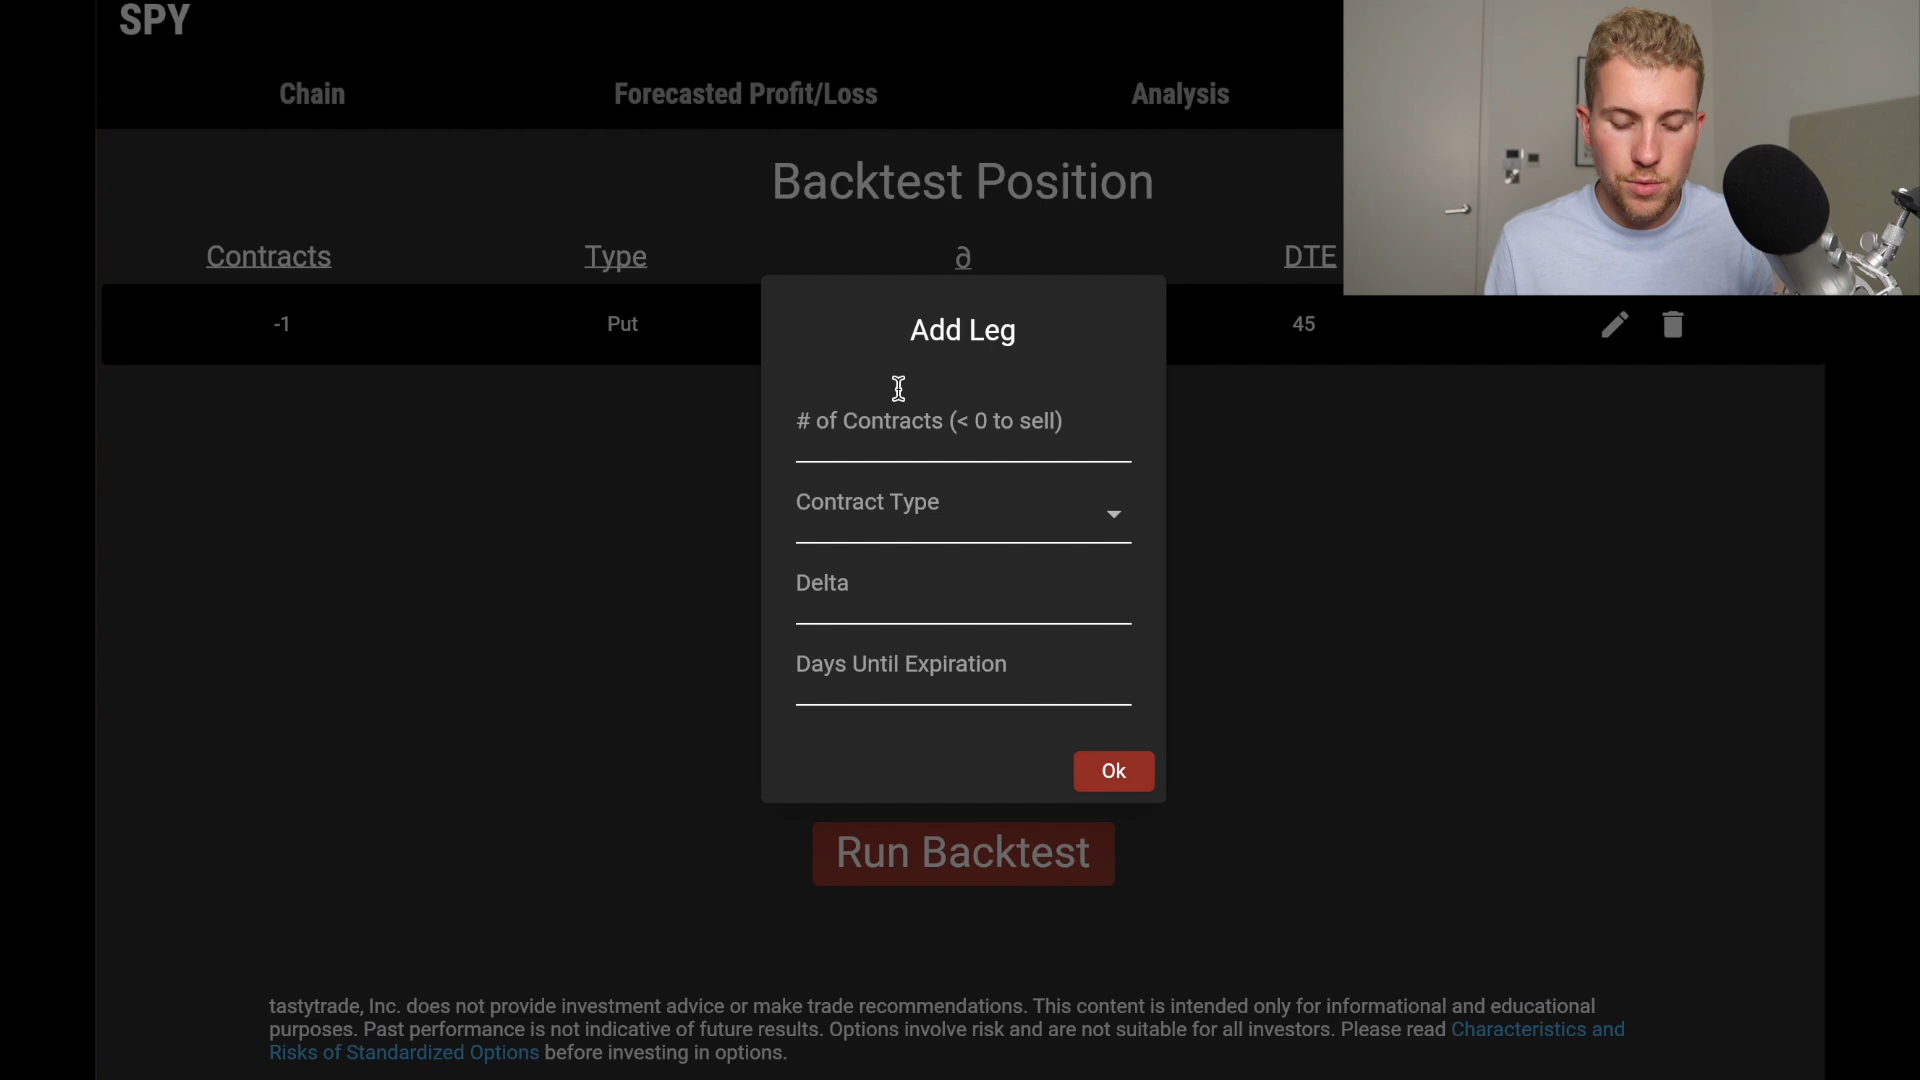 SPY
Chain
Forecasted Profit/Loss
Analysis
Backtest Position
Contracts
Type
∂
DTE
-1
Put
45
Add Leg
# of Contracts (< 0 to sell)
Contract Type
Delta
Days Until Expiration
Ok
Run Backtest
tastytrade, Inc. does not provide investment advice or make trade recommendations. This content is intended only for informational and educational
purposes. Past performance is not indicative of future results. Options involve risk and are not suitable for all investors. Please read Characteristics and
Risks of Standardized Options before investing in options.